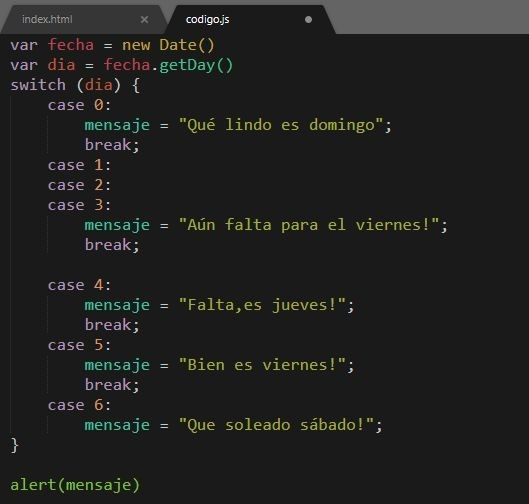 index.html × codigo.js
var fecha = new Date()
var dia = fecha.getDay()
switch (dia) {
    case 0:
        mensaje = "Qué lindo es domingo";
        break;
    case 1:
    case 2:
    case 3:
        mensaje = "Aún falta para el viernes!";
        break;

    case 4:
        mensaje = "Falta,es jueves!";
        break;
    case 5:
        mensaje = "Bien es viernes!";
        break;
    case 6:
        mensaje = "Que soleado sábado!";
}

alert(mensaje)